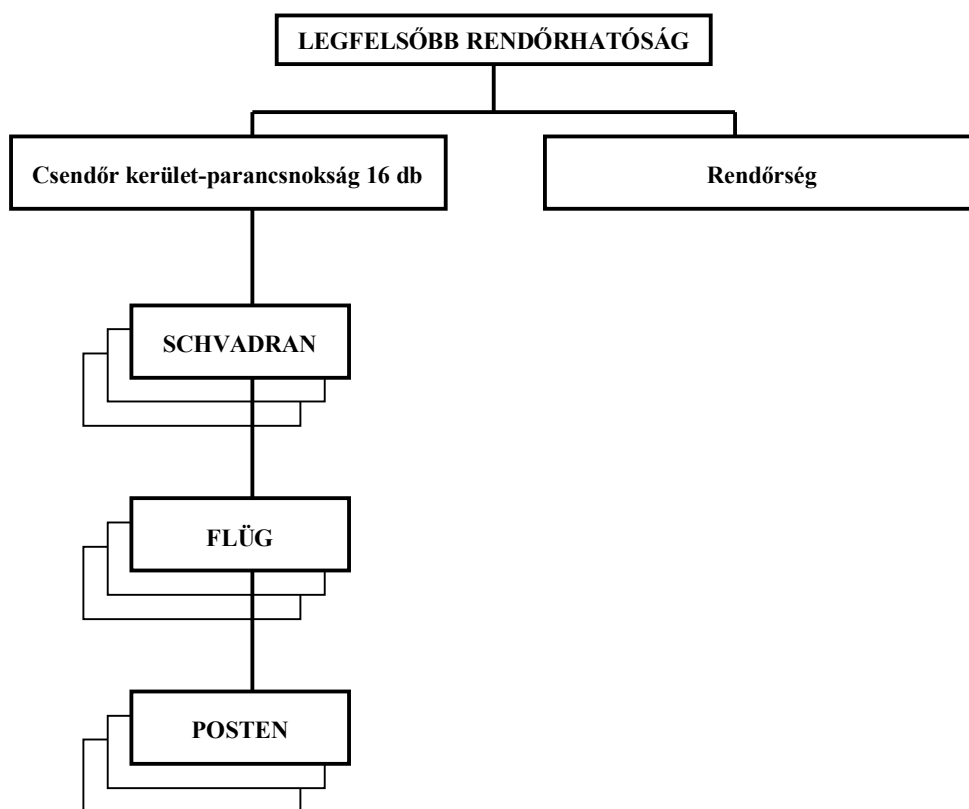 LEGFELSŐBB RENDŐRHATÓSÁG
Csendőr kerület-parancsnokság 16 db
Rendőrség
SCHVADRAN
FLÜG
POSTEN